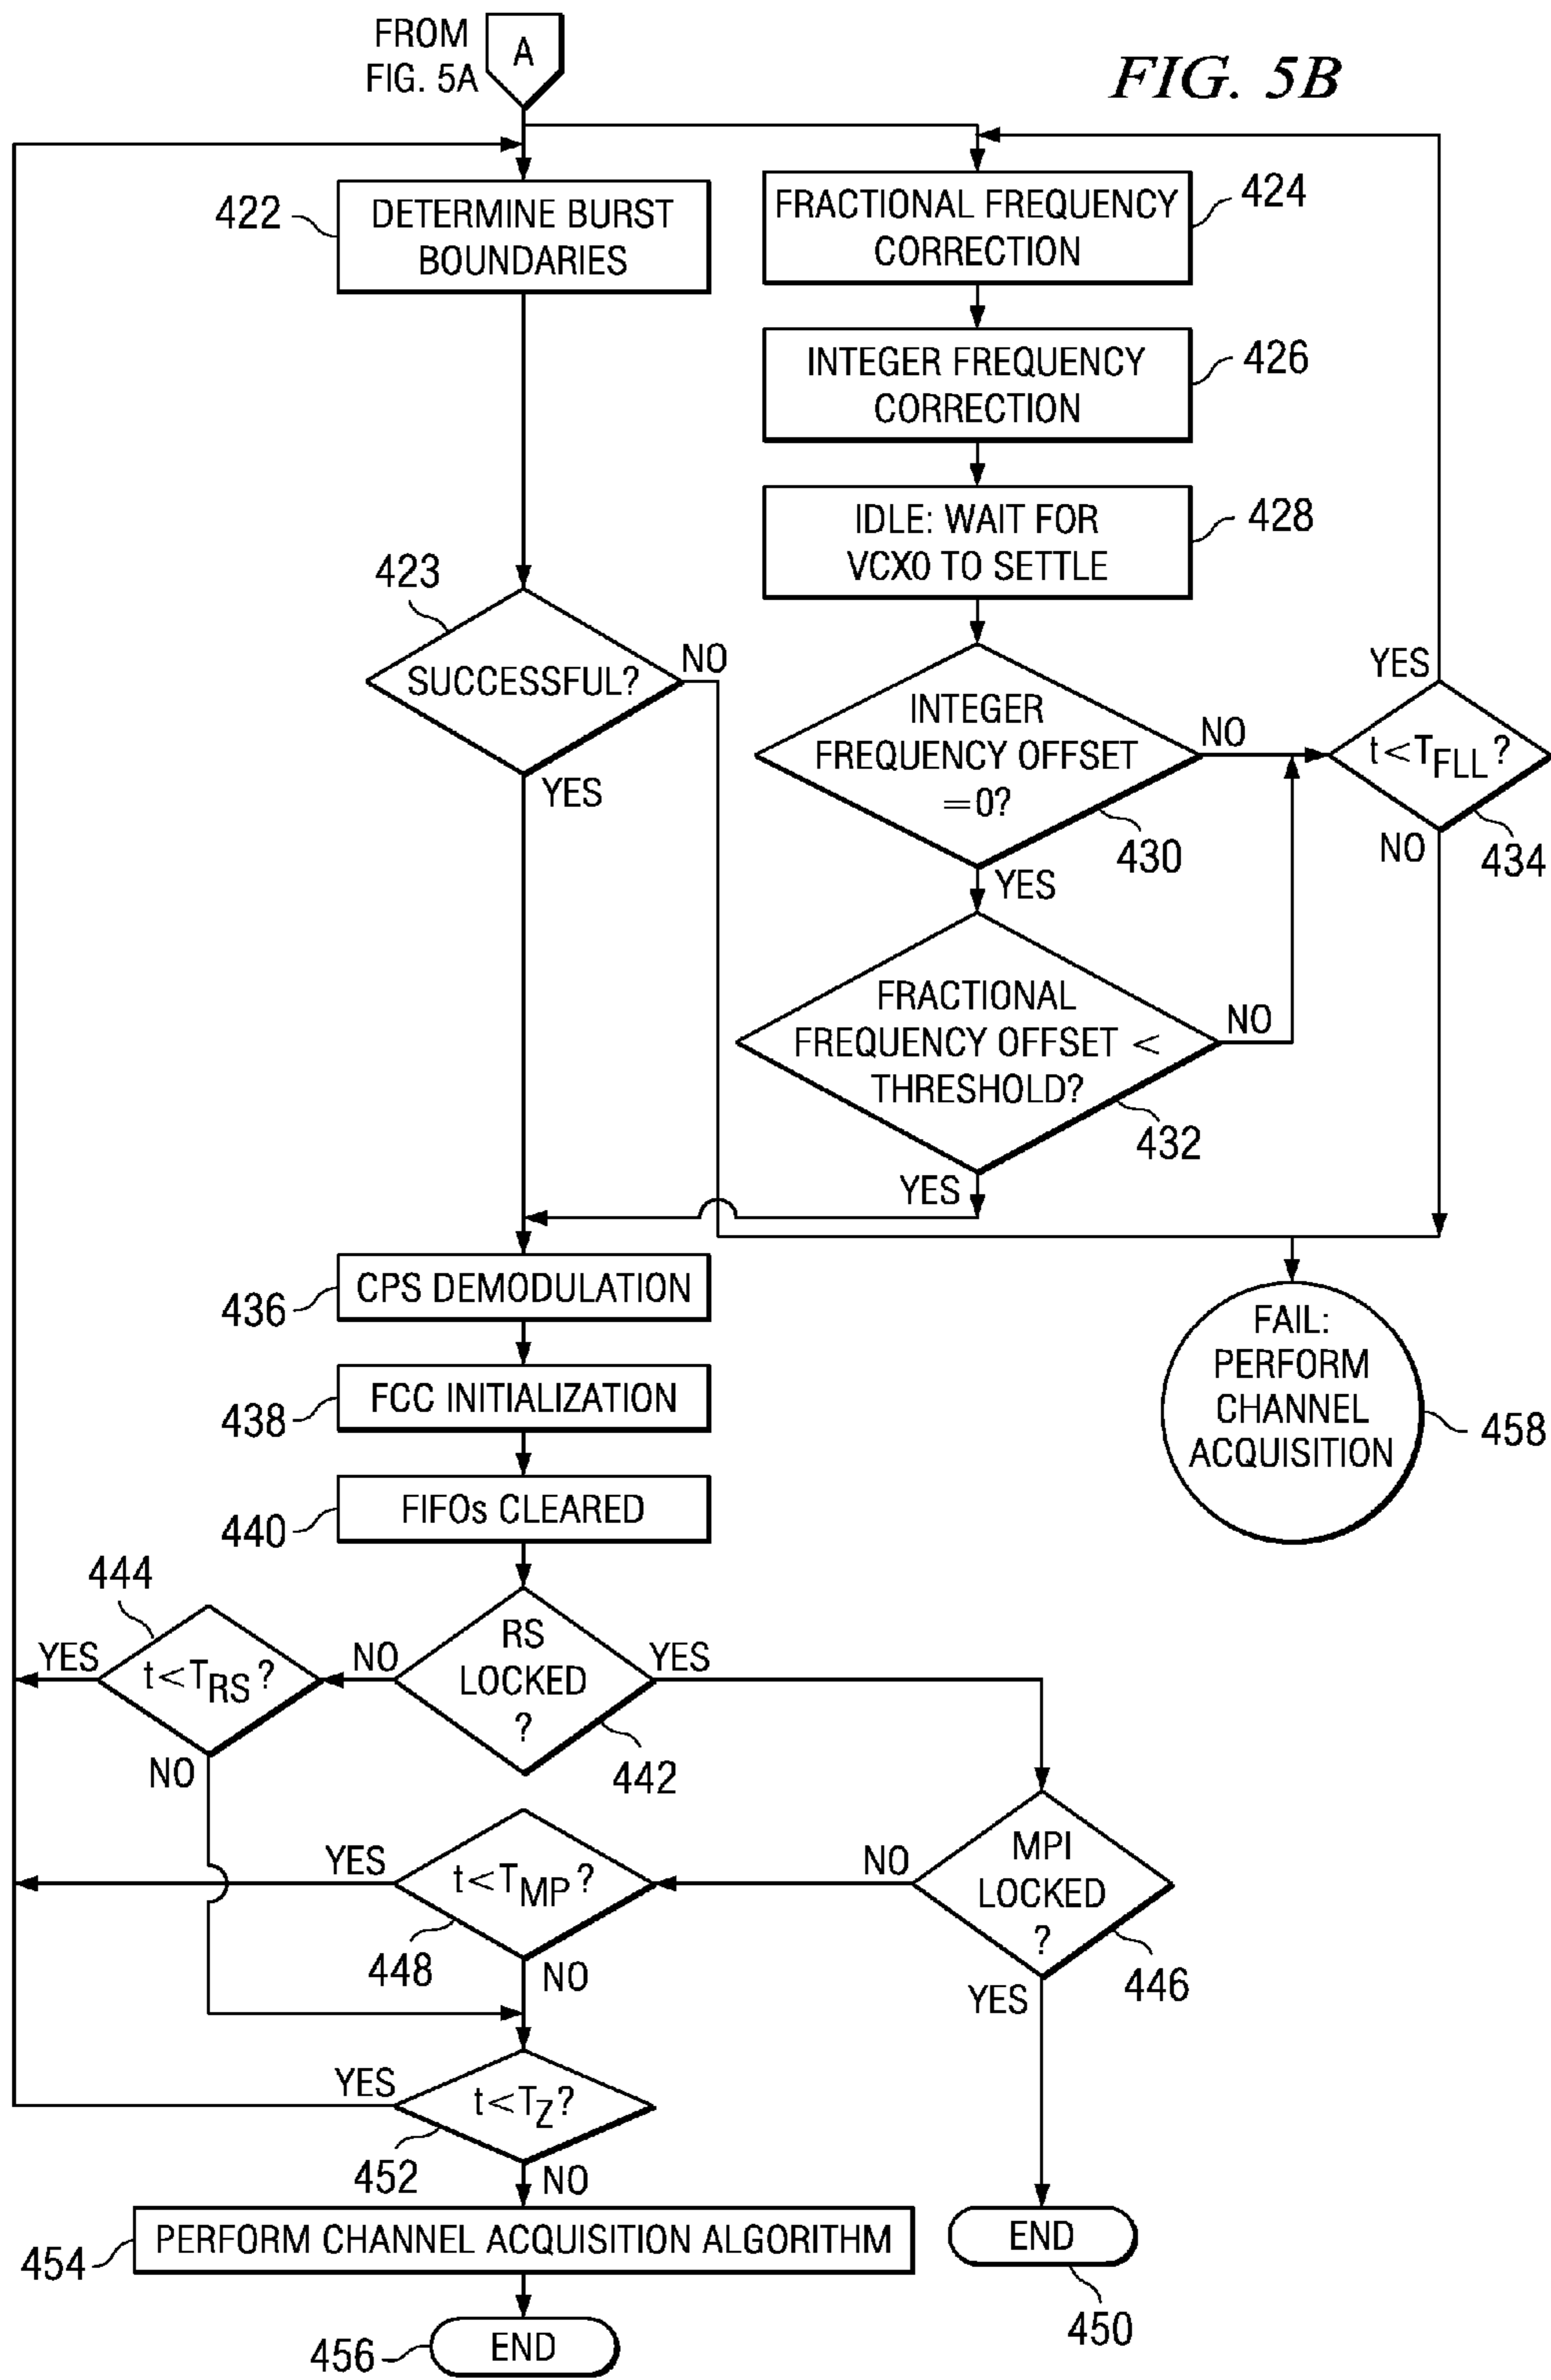 FROM
FIG. 5A
A
FIG. 5B
422
DETERMINE BURST
BOUNDARIES
FRACTIONAL FREQUENCY
CORRECTION
424
INTEGER FREQUENCY
CORRECTION
426
IDLE: WAIT FOR
VCXO TO SETTLE
428
423
SUCCESSFUL?
NO
YES
INTEGER
FREQUENCY OFFSET
=0?
NO
430
YES
YES
t<TFLL?
NO
434
FRACTIONAL
FREQUENCY OFFSET <
THRESHOLD?
NO
432
YES
436
CPS DEMODULATION
438
FCC INITIALIZATION
440
FIFOs CLEARED
FAIL:
PERFORM
CHANNEL
ACQUISITION
458
444
YES
t<TRS?
NO
NO
RS
LOCKED
?
YES
442
YES
t<TMP?
448
NO
NO
MPI
LOCKED
?
446
YES
YES
t<TZ?
452
NO
454
PERFORM CHANNEL ACQUISITION ALGORITHM
END
450
456
END